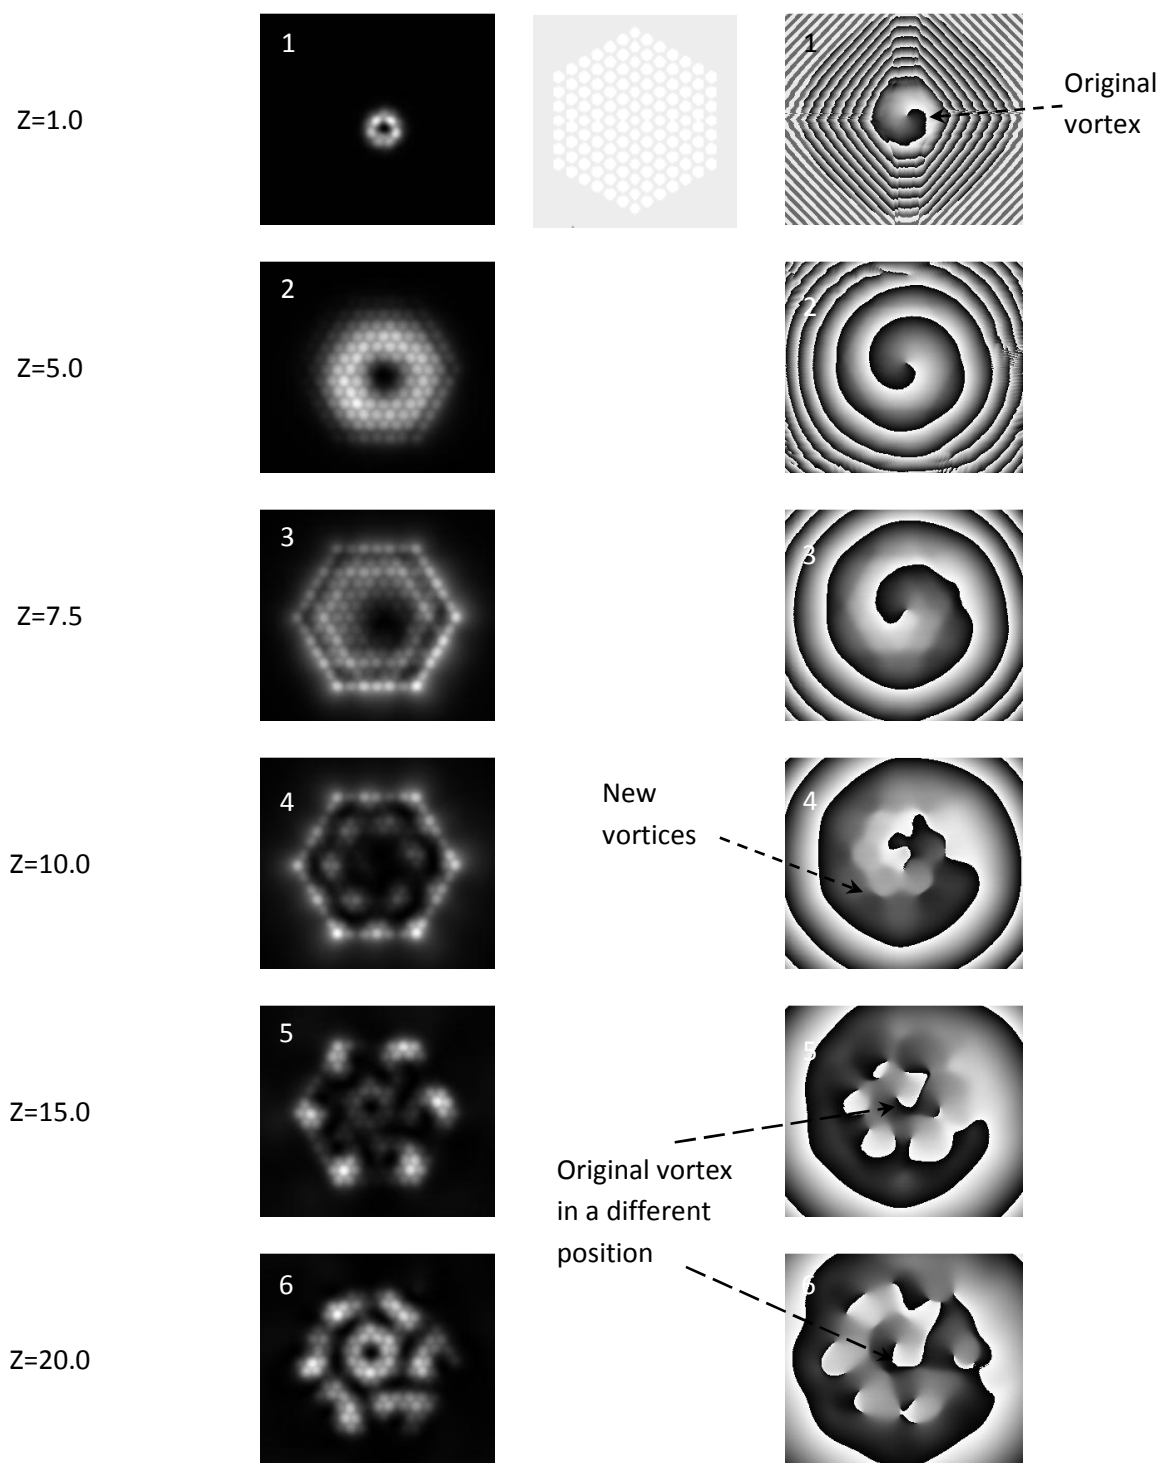 Z=1.0
1
1
Original
vortex
Z=5.0
2
2
Z=7.5
3
3
Z=10.0
4
New
vortices
4
Z=15.0
5
5
Original vortex
in a different
position
Z=20.0
6
6